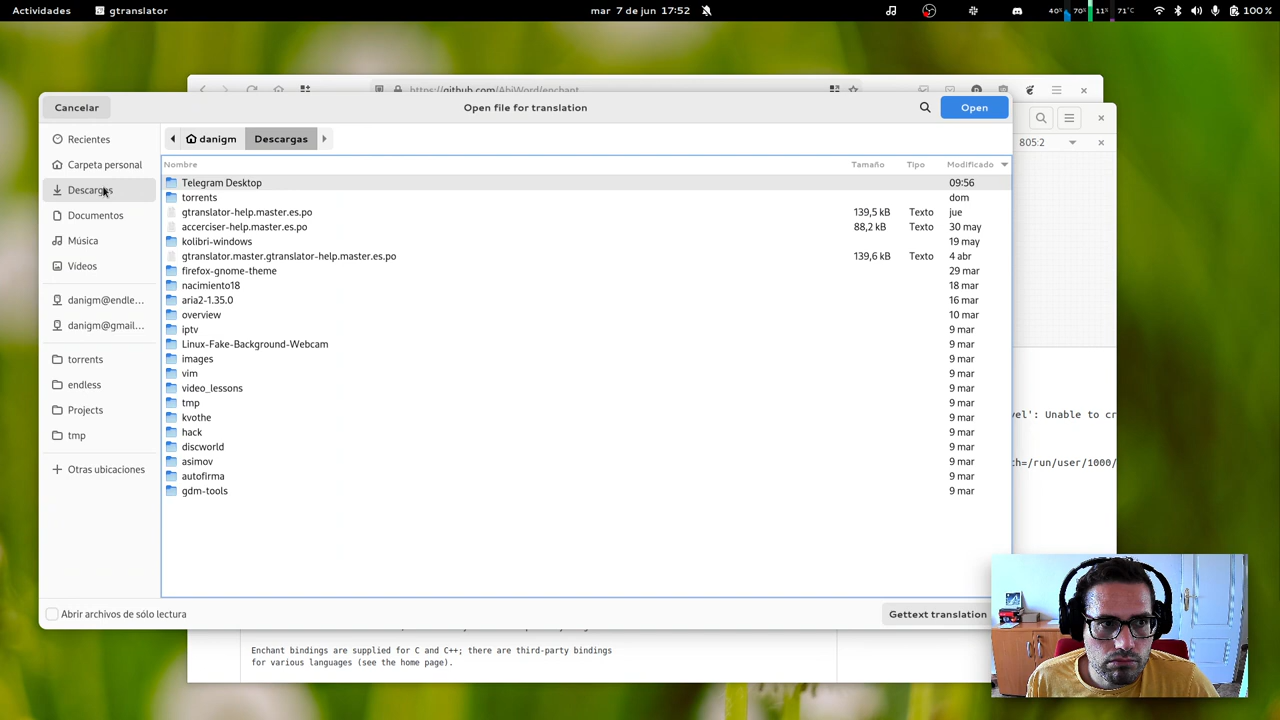 Actividades gtranslator mar 7 de jun 17:52 40% 70% 11% 71°C 100 %
https://github.com/AbiWord/enchant
Cancelar Open file for translation Open
Recientes danigm Descargas 805:2
Carpeta personal Nombre Tamaño Tipo Modificado
Descargas Telegram Desktop 09:56
torrents dom
Documentos gtranslator-help.master.es.po 139,5 kB Texto jue
accerciser-help.master.es.po 88,2 kB Texto 30 may
Música kolibri-windows 19 may
gtranslator.master.gtranslator-help.master.es.po 139,6 kB Texto 4 abr
Vídeos firefox-gnome-theme 29 mar
nacimiento18 18 mar
danigm@endle... aria2-1.35.0 16 mar
overview 10 mar
danigm@gmail... iptv 9 mar
Linux-Fake-Background-Webcam 9 mar
torrents images 9 mar
vim 9 mar
endless video_lessons 9 mar
Projects tmp 9 mar
kvothe 9 mar
vel': Unable to cr
tmp hack 9 mar
discworld 9 mar
asimov 9 mar
ch=/run/user/1000/
Otras ubicaciones autofirma 9 mar
gdm-tools 9 mar
Abrir archivos de sólo lectura Gettext translation
Enchant bindings are supplied for C and C++; there are third-party bindings
for various languages (see the home page).